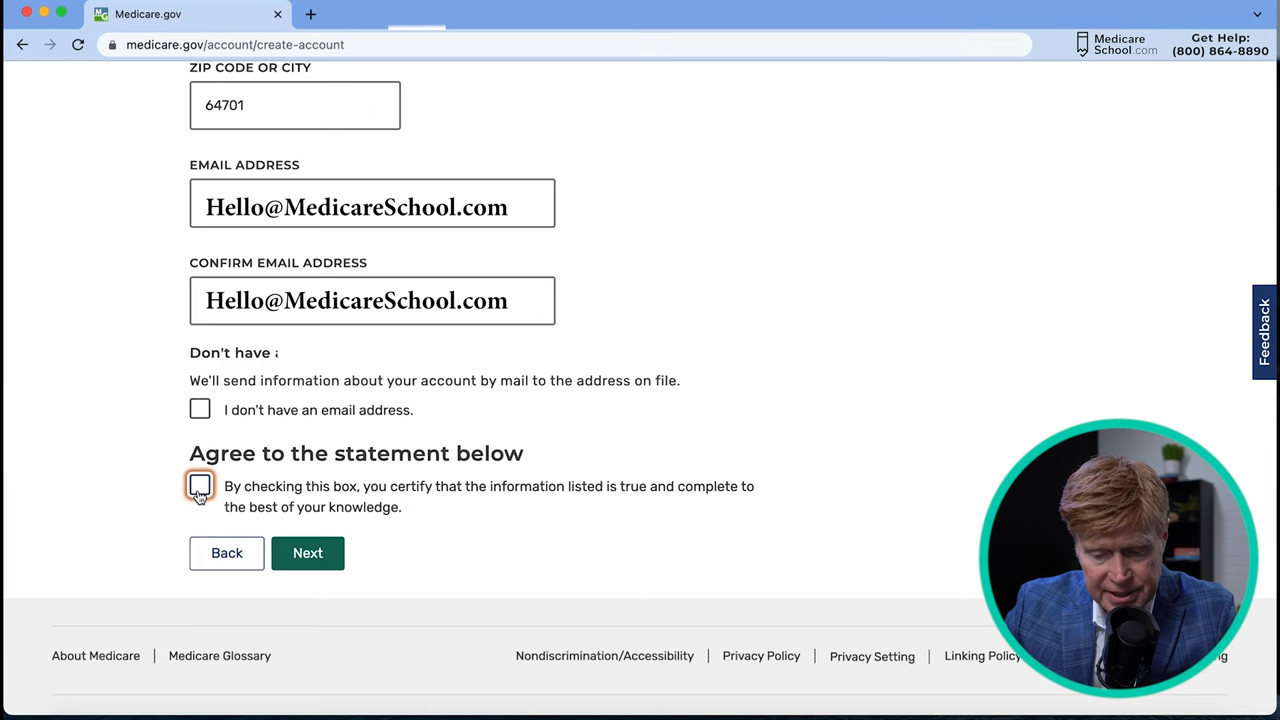 Medicare.gov
medicare.gov/account/create-account
Medicare
School.com
Get Help:
(800) 864-8890
ZIP CODE OR CITY
64701
EMAIL ADDRESS
Hello@MedicareSchool.com
CONFIRM EMAIL ADDRESS
Hello@MedicareSchool.com
Don't have
We'll send information about your account by mail to the address on file.
I don't have an email address.
Agree to the statement below
By checking this box, you certify that the information listed is true and complete to
the best of your knowledge.
Back
Next
Feedback
About Medicare
Medicare Glossary
Nondiscrimination/Accessibility
Privacy Policy
Privacy Setting
Linking Policy